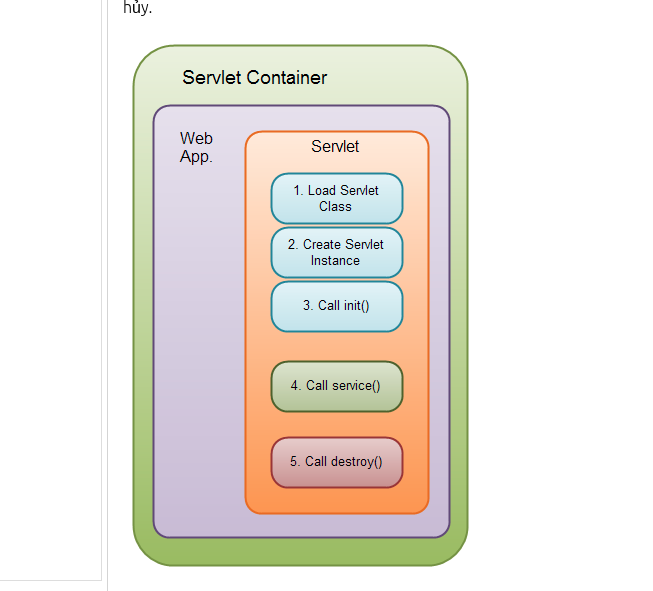 hủy.
Servlet Container
Web
App.
Servlet
1. Load Servlet
Class
2. Create Servlet
Instance
3. Call init()
4. Call service()
5. Call destroy()